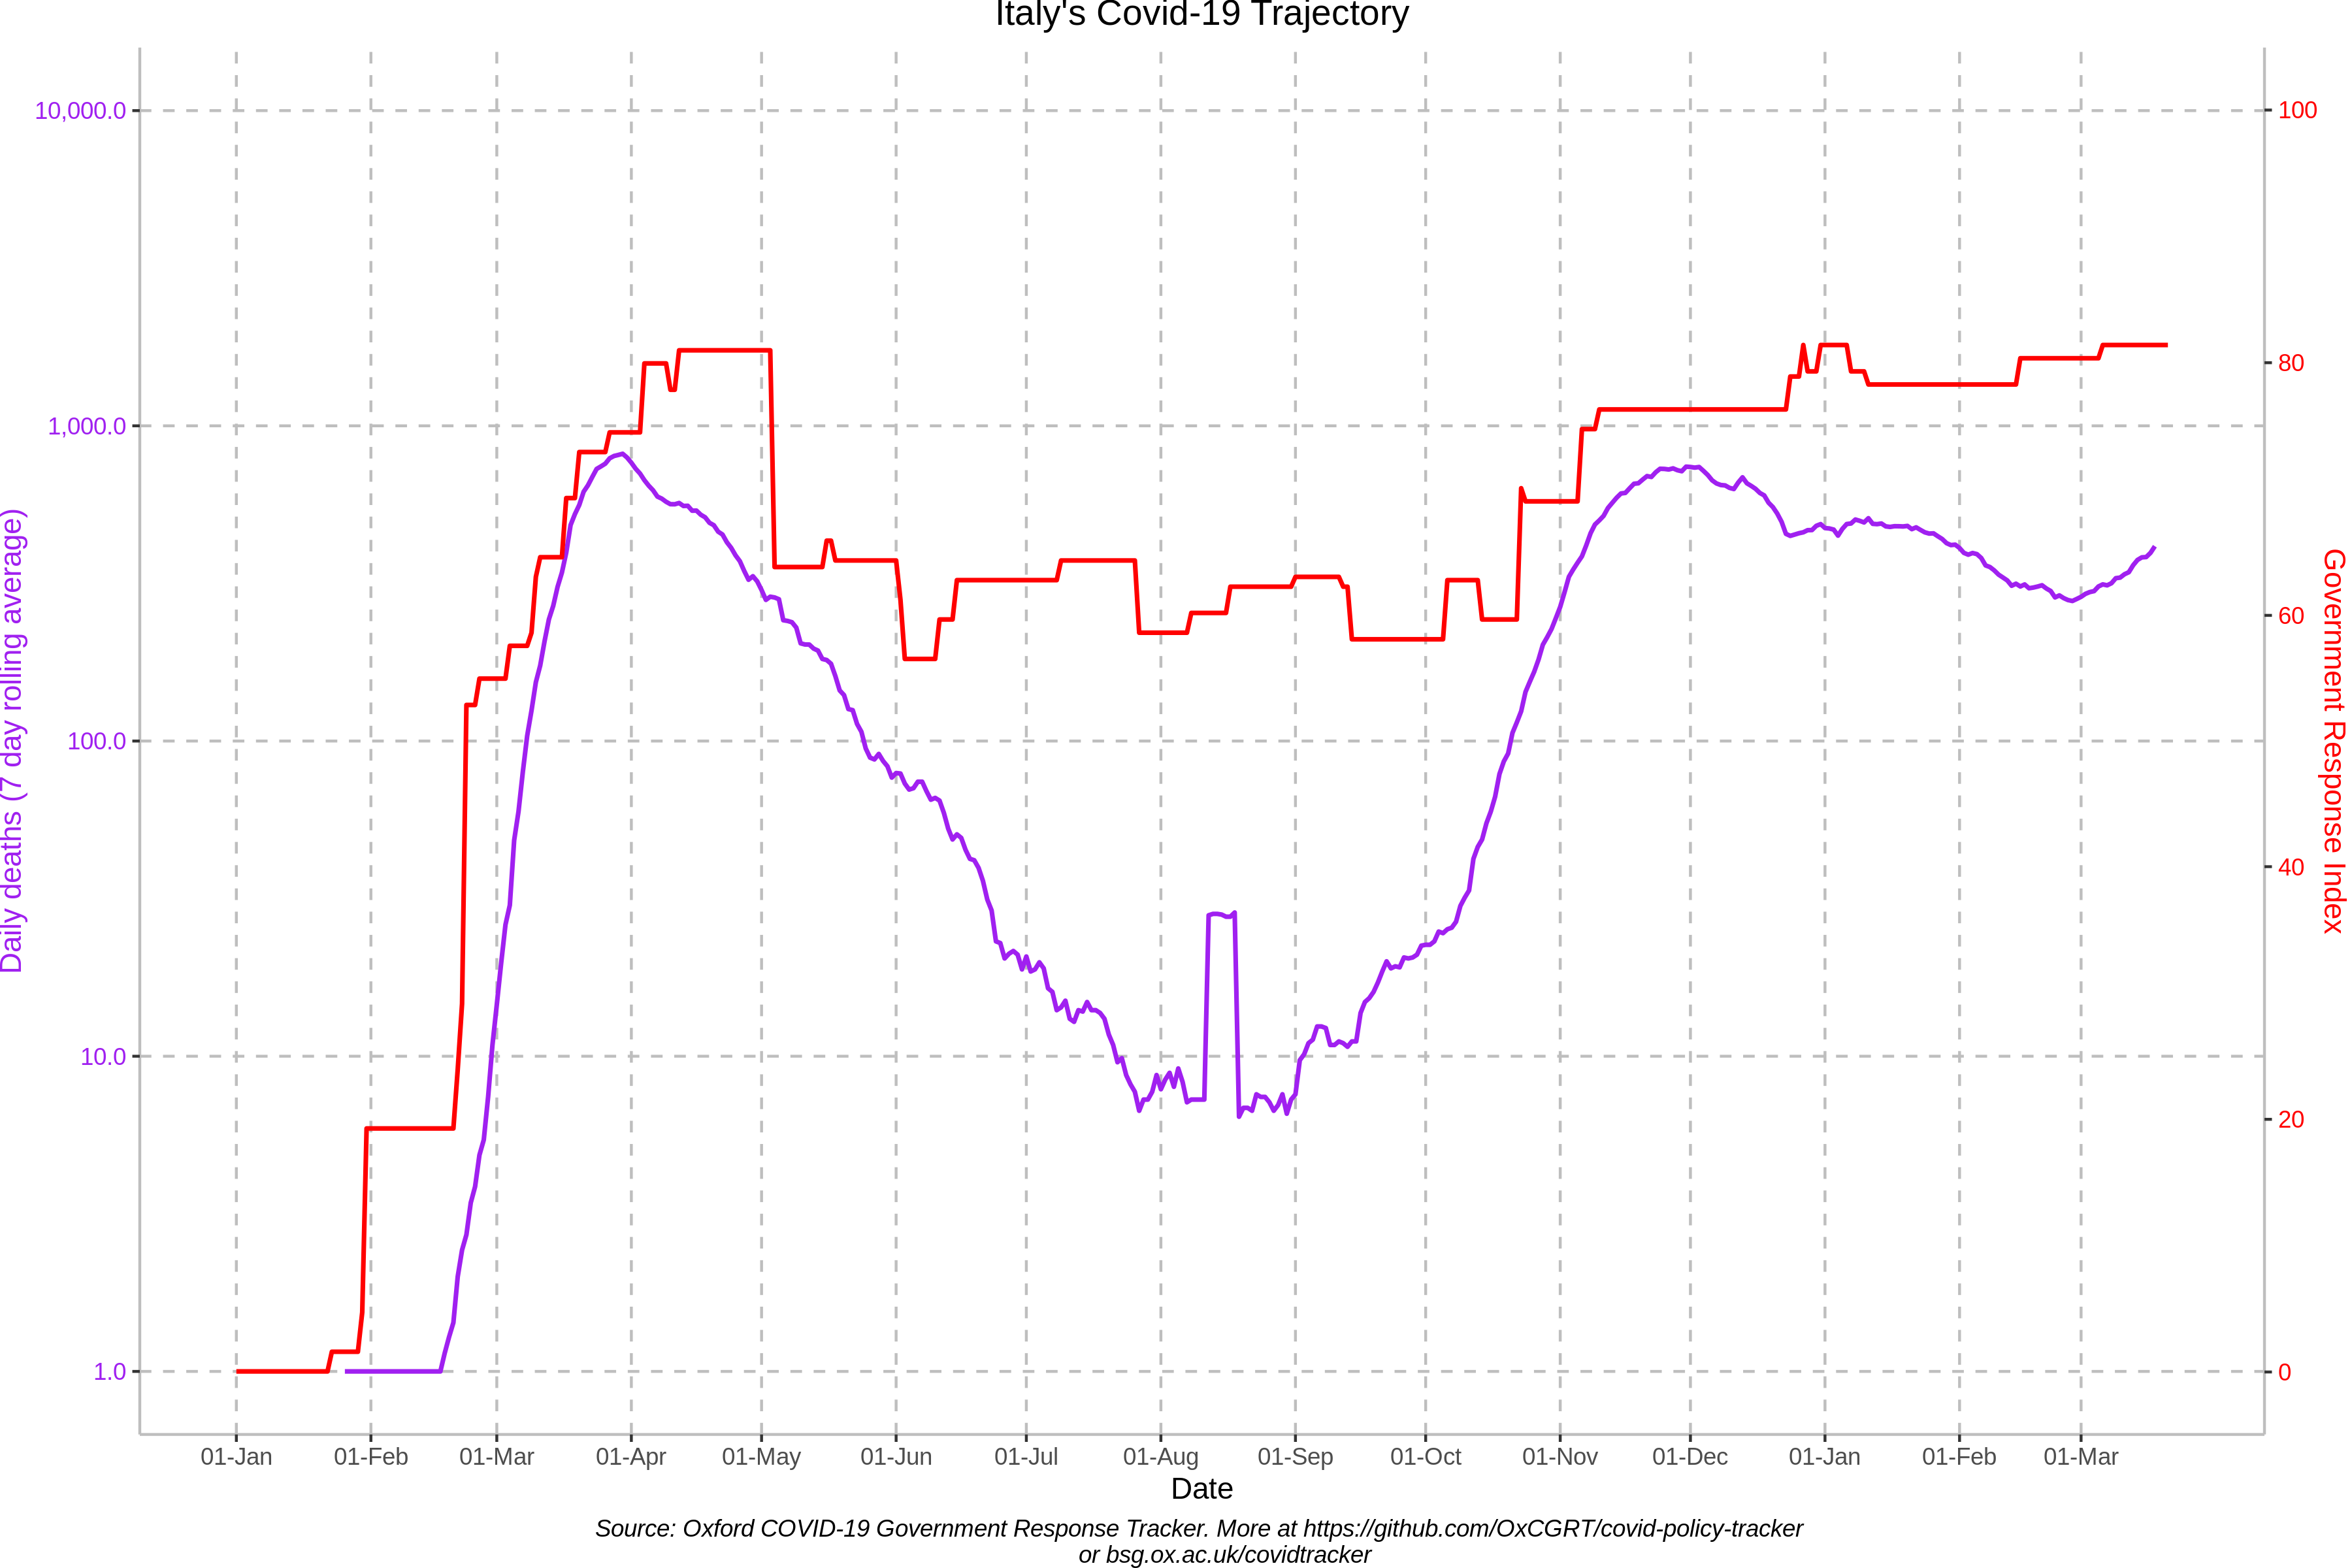 Italy's Covid-19 Trajectory
10,000.0
1,000.0
100.0
10.0
1.0
Daily deaths (7 day rolling average)
100
80
60
40
20
0
Government Response Index
01-Jan 01-Feb 01-Mar 01-Apr 01-May 01-Jun 01-Jul 01-Aug 01-Sep 01-Oct 01-Nov 01-Dec 01-Jan 01-Feb 01-Mar
Date
Source: Oxford COVID-19 Government Response Tracker. More at https://github.com/OxCGRT/covid-policy-tracker
or bsg.ox.ac.uk/covidtracker